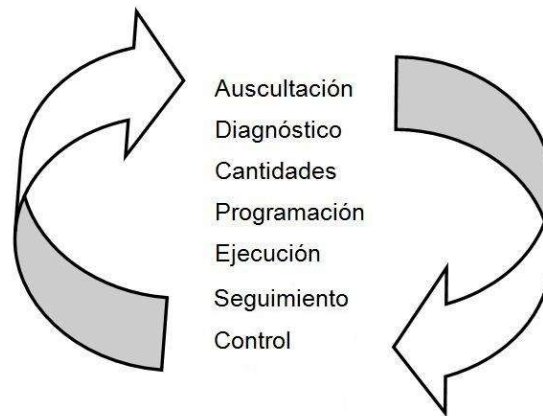 Auscultación
Diagnóstico
Cantidades
Programación
Ejecución
Seguimiento
Control